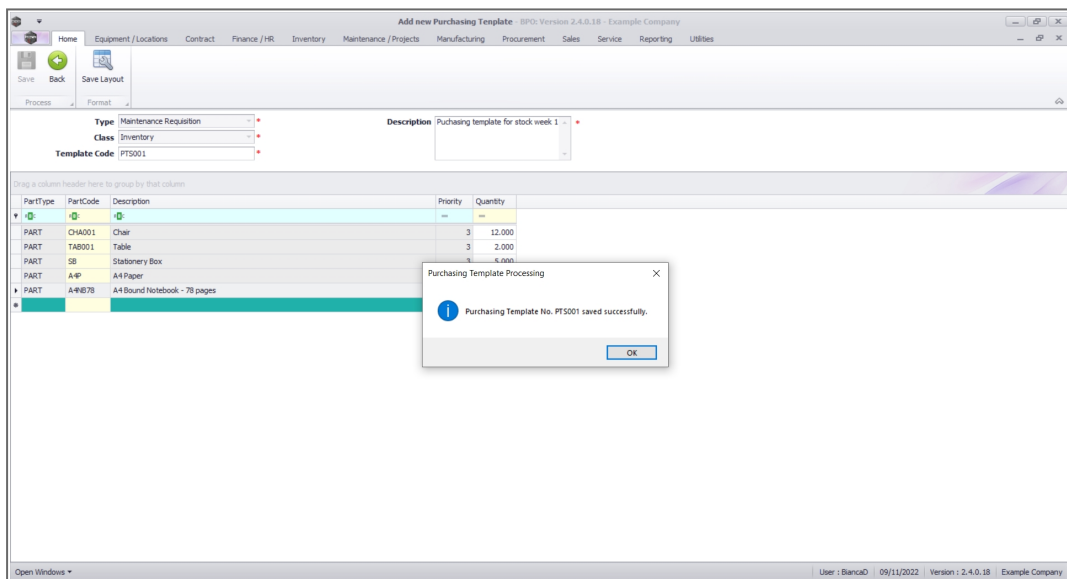 Add new Purchasing Tenplate - BPO: Version 2.4.0.18 - Example Company
Home Equipment / Locations Contract Finance / HR Inventory Maintenance / Projects Manufacturing Procurement Sales Service Reporting Utilities
Save Back Save Layout
Process Format
Type Maintenance Requisition *
Class Inventory *
Template Code PTS001 *
Description Puchasing template for stock week 1 *
Drag a column header here to group by that column
PartType PartCode Description Priority Quantity
PART CHA001 Chair 3 12.000
PART TAB001 Table 3 2.000
PART SB Stationery Box 3 5.000
PART A4P A4 Paper
PART A4NB78 A4 Bound Notebook - 78 pages
Purchasing Template Processing
Purchasing Template No. PTS001 saved successfully.
OK
Open Windows User : BiancaD 09/11/2022 Version : 2.4.0.18 Example Company